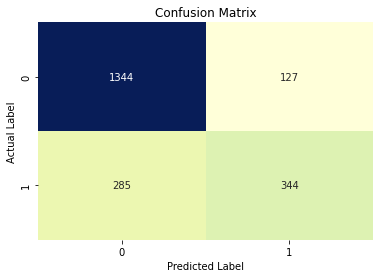 Confusion Matrix
Actual Label
0
1344
127
1
285
344
0
1
Predicted Label